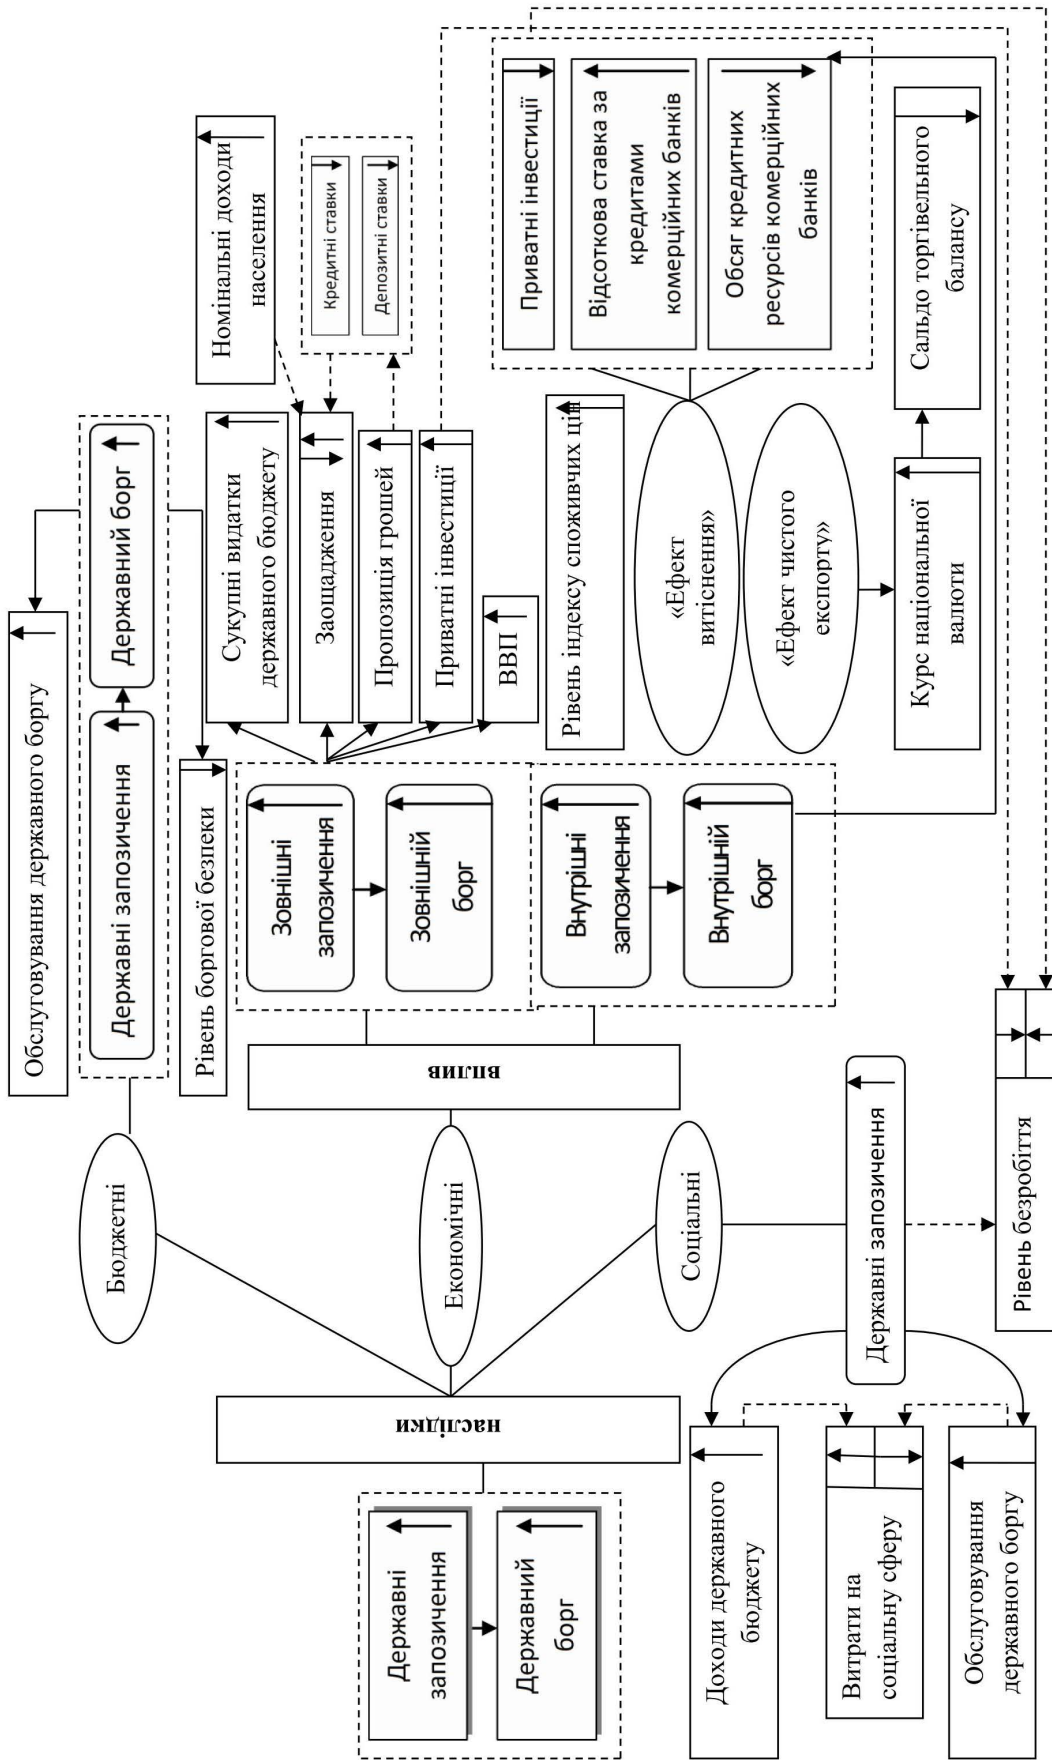 Державні
запозичення
Державний
борг
наслідки
Бюджетні
Економічні
Соціальні
Обслуговування державного боргу
Державні запозичення
Державний борг
Рівень боргової безпеки
вплив
Зовнішні
запозичення
Зовнішній
борг
Внутрішні
запозичення
Внутрішній
борг
Номінальні доходи
населення
Сукупні видатки
державного бюджету
Заощадження
Пропозиція грошей
Приватні інвестиції
ВВП
Кредитні ставки
Депозитні ставки
Рівень індексу споживчих цін
«Ефект
витіснення»
«Ефект чистого
експорту»
Приватні інвестиції
Відсоткова ставка за
кредитами
комерційних банків
Обсяг кредитних
ресурсів комерційних
банків
Курс національної
валюти
Сальдо торгівельного
балансу
Державні запозичення
Рівень безробіття
Доходи державного
бюджету
Витрати на
соціальну сферу
Обслуговування
державного боргу